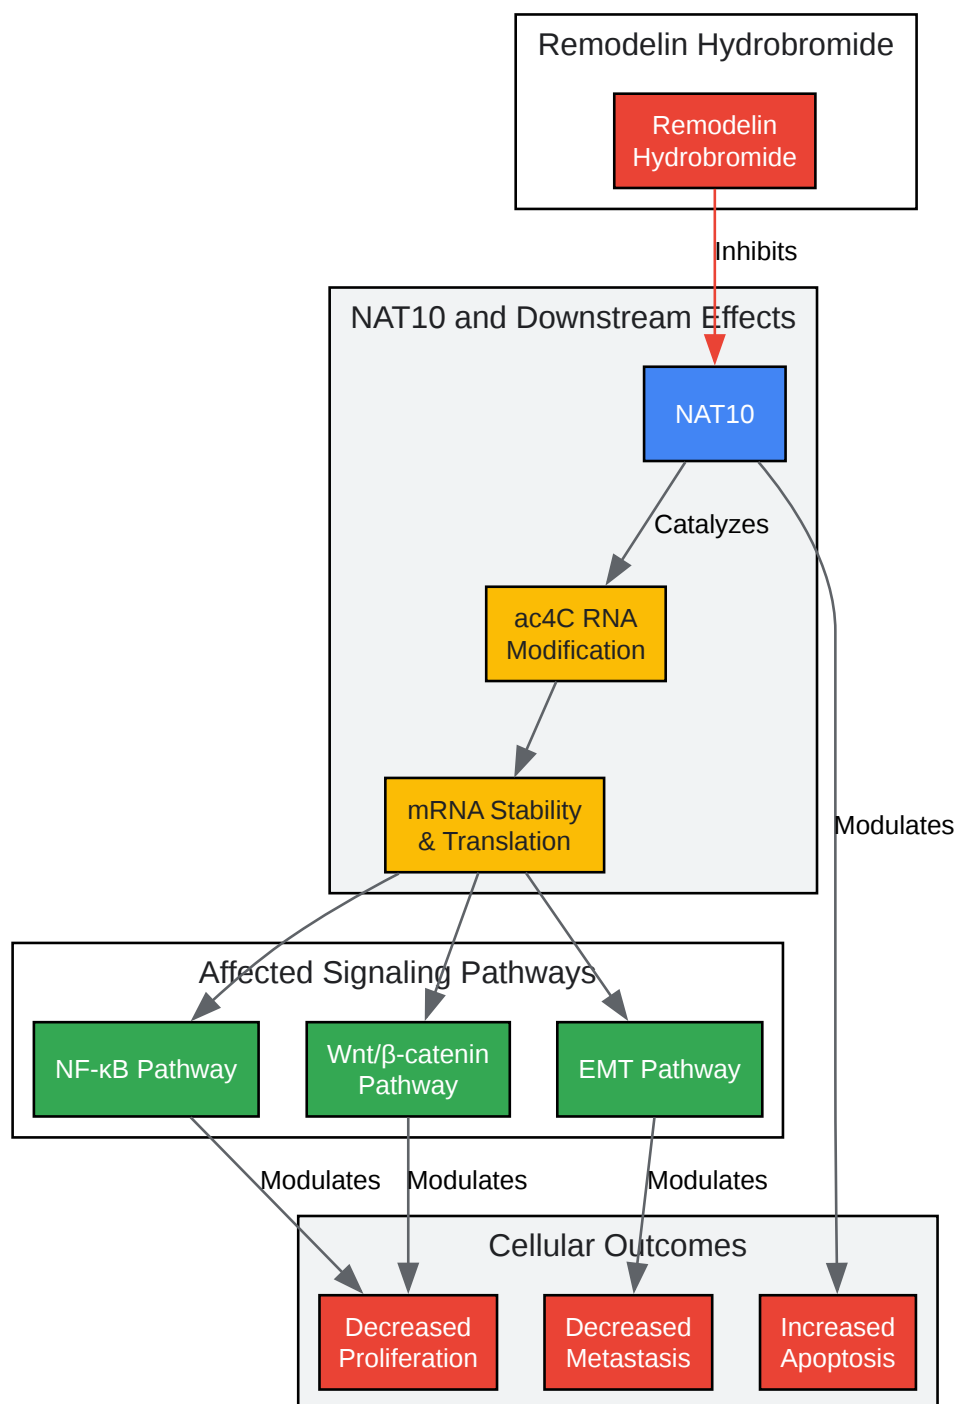 Remodelin Hydrobromide
Remodelin
Hydrobromide
Inhibits
NAT10 and Downstream Effects
NAT10
Catalyzes
ac4C RNA
Modification
mRNA Stability
& Translation
Modulates
Affected Signaling Pathways
NF-κB Pathway
Wnt/β-catenin
Pathway
EMT Pathway
Modulates
Modulates
Modulates
Cellular Outcomes
Decreased
Proliferation
Decreased
Metastasis
Increased
Apoptosis